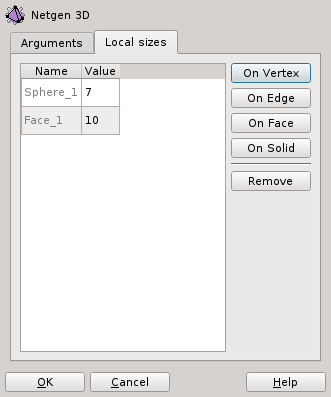 Netgen 3D
Arguments Local sizes
Name Value
Sphere_1 7
Face_1 10
On Vertex
On Edge
On Face
On Solid
Remove
OK Cancel Help